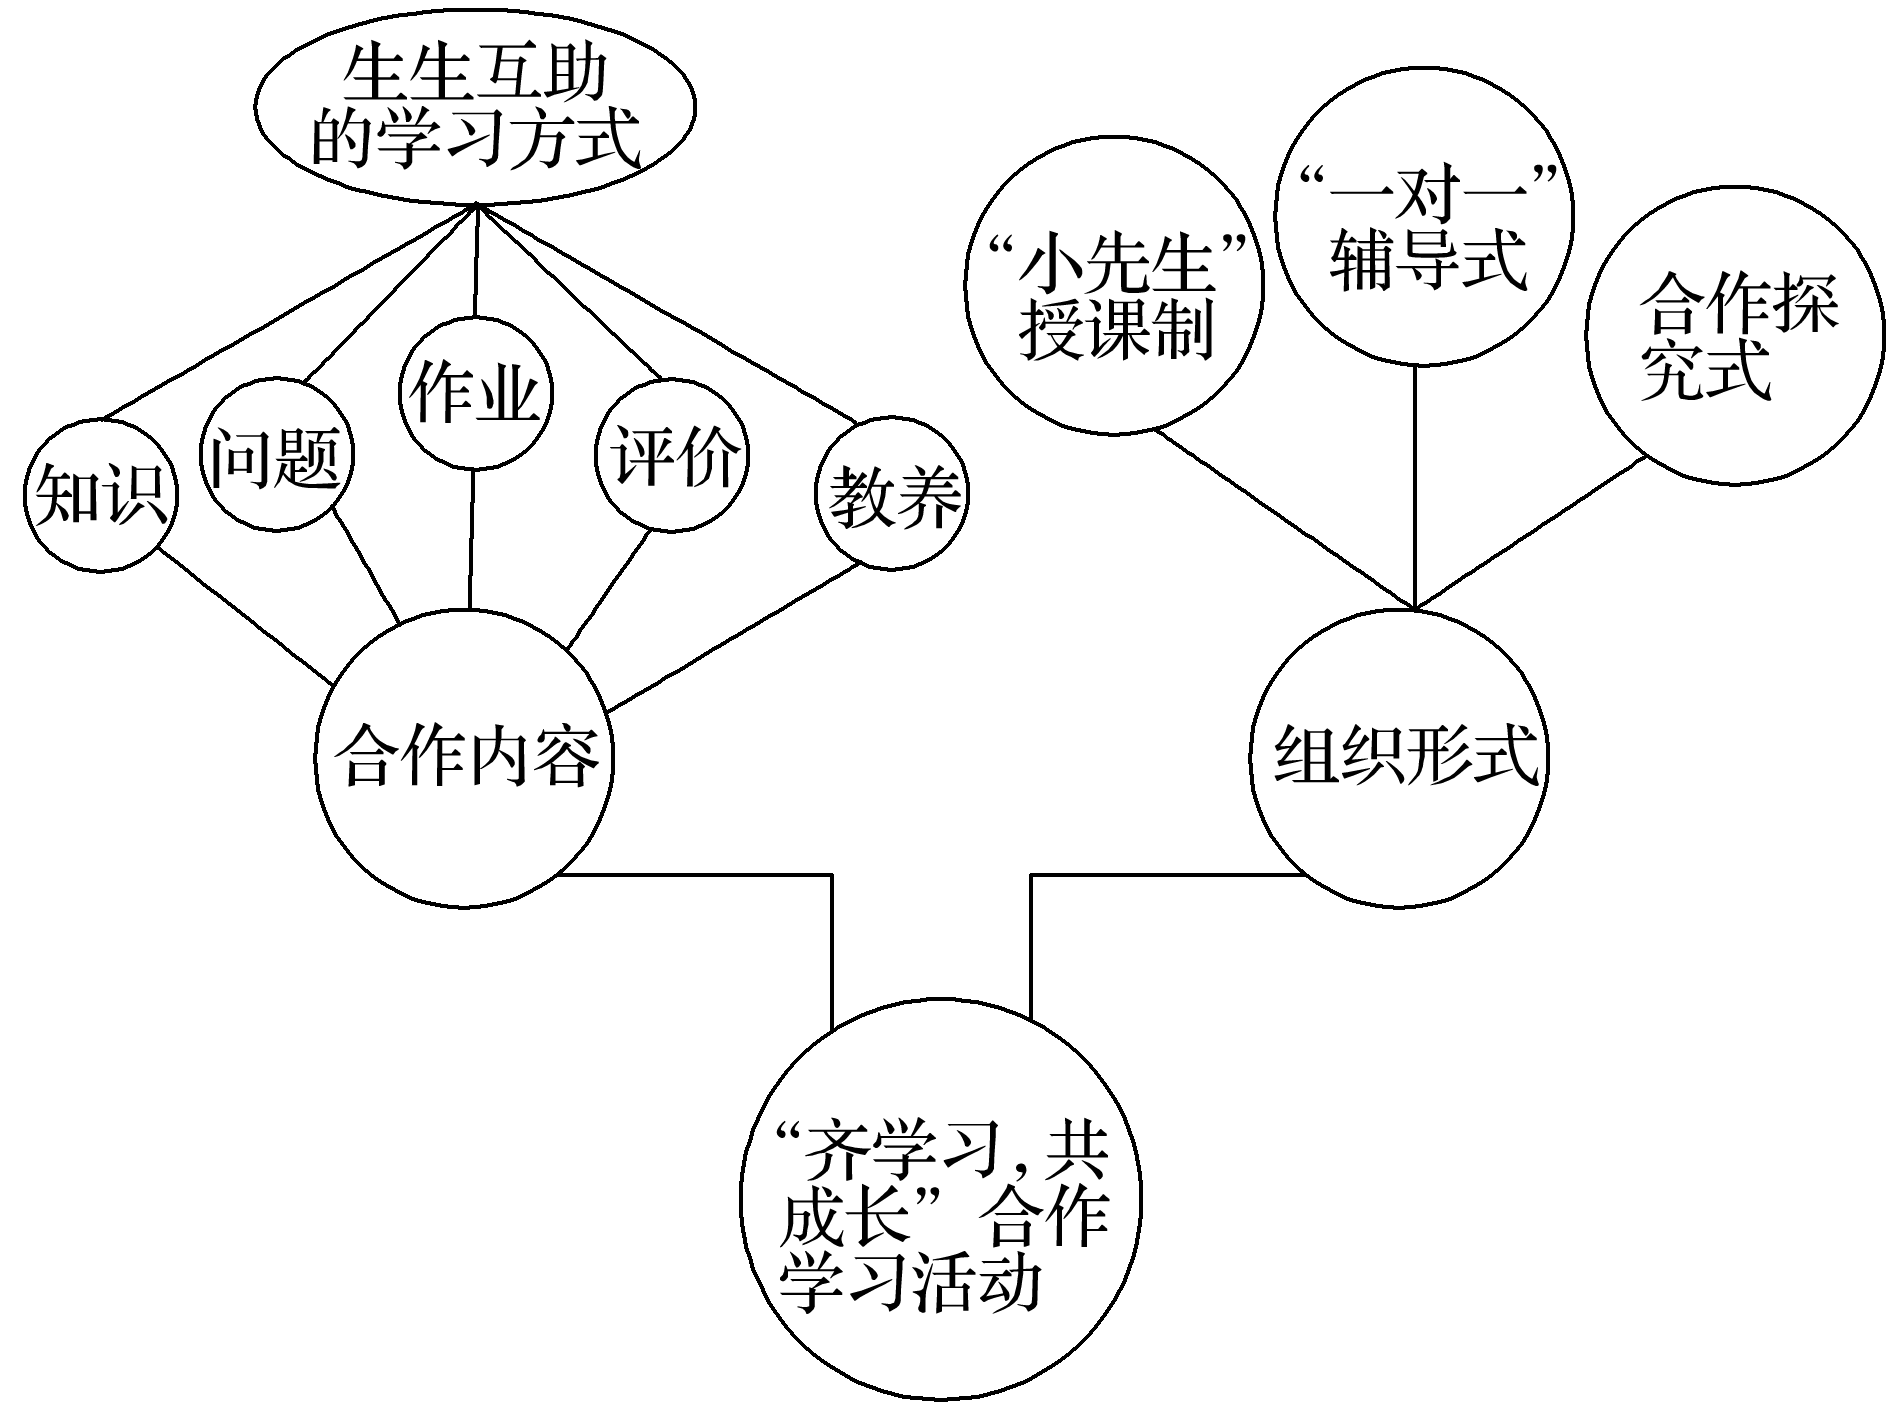 生生互助
的学习方式
“一对一”
辅导式
“小先生”
授课制
合作探
究式
作业
问题
评价
知识
教养
合作内容
组织形式
“齐学习,共
成长”合作
学习活动